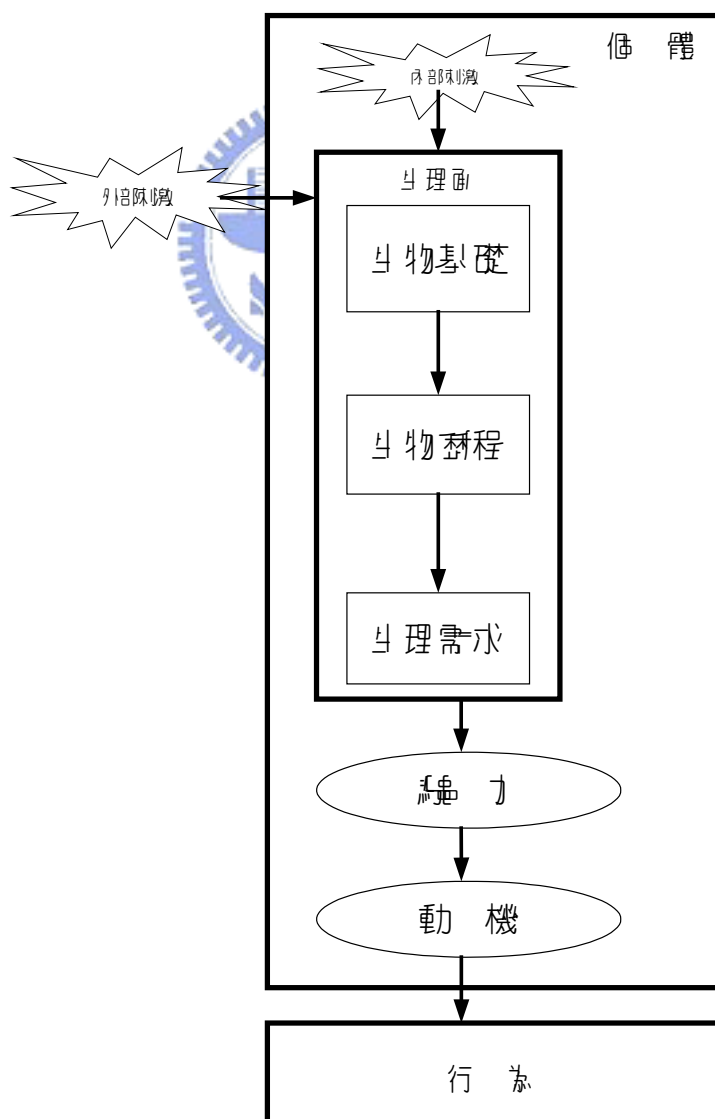 個 體
內部刺激
外部刺激
生理面
生物基礎
生物歷程
生理需求
驅 力
動 機
行 為